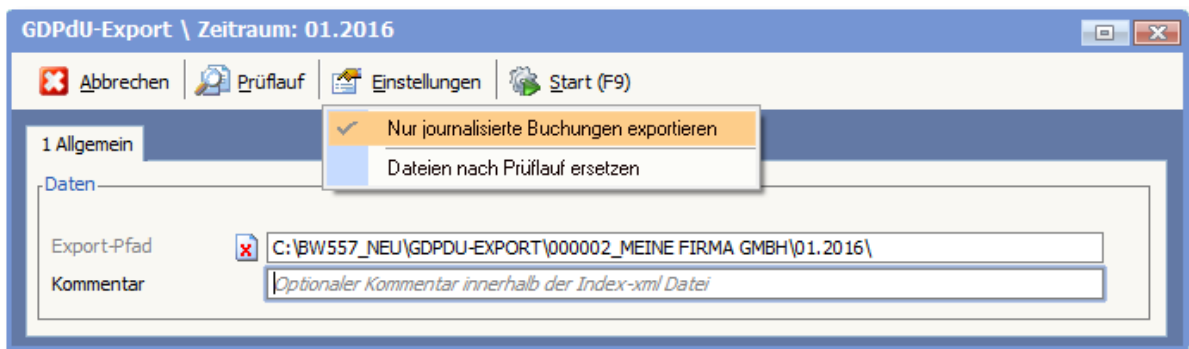 GDPdU-Export \ Zeitraum: 01.2016
Abbrechen Prüflauf Einstellungen Start (F9)
Nur journalisierte Buchungen exportieren
Dateien nach Prüflauf ersetzen
1 Allgemein
Daten
Export-Pfad C:\BW557_NEU\GDPDU-EXPORT\000002_MEINE FIRMA GMBH\01.2016\
Kommentar Optionaler Kommentar innerhalb der Index-xml Datei